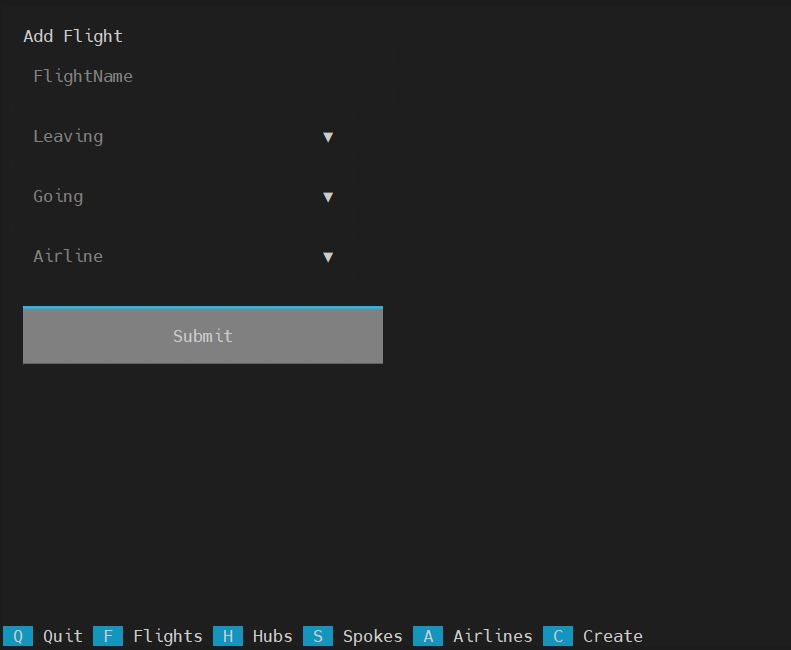 Add Flight
FlightName
Leaving ▼
Going ▼
Airline ▼
Submit
Q Quit F Flights H Hubs S Spokes A Airlines C Create